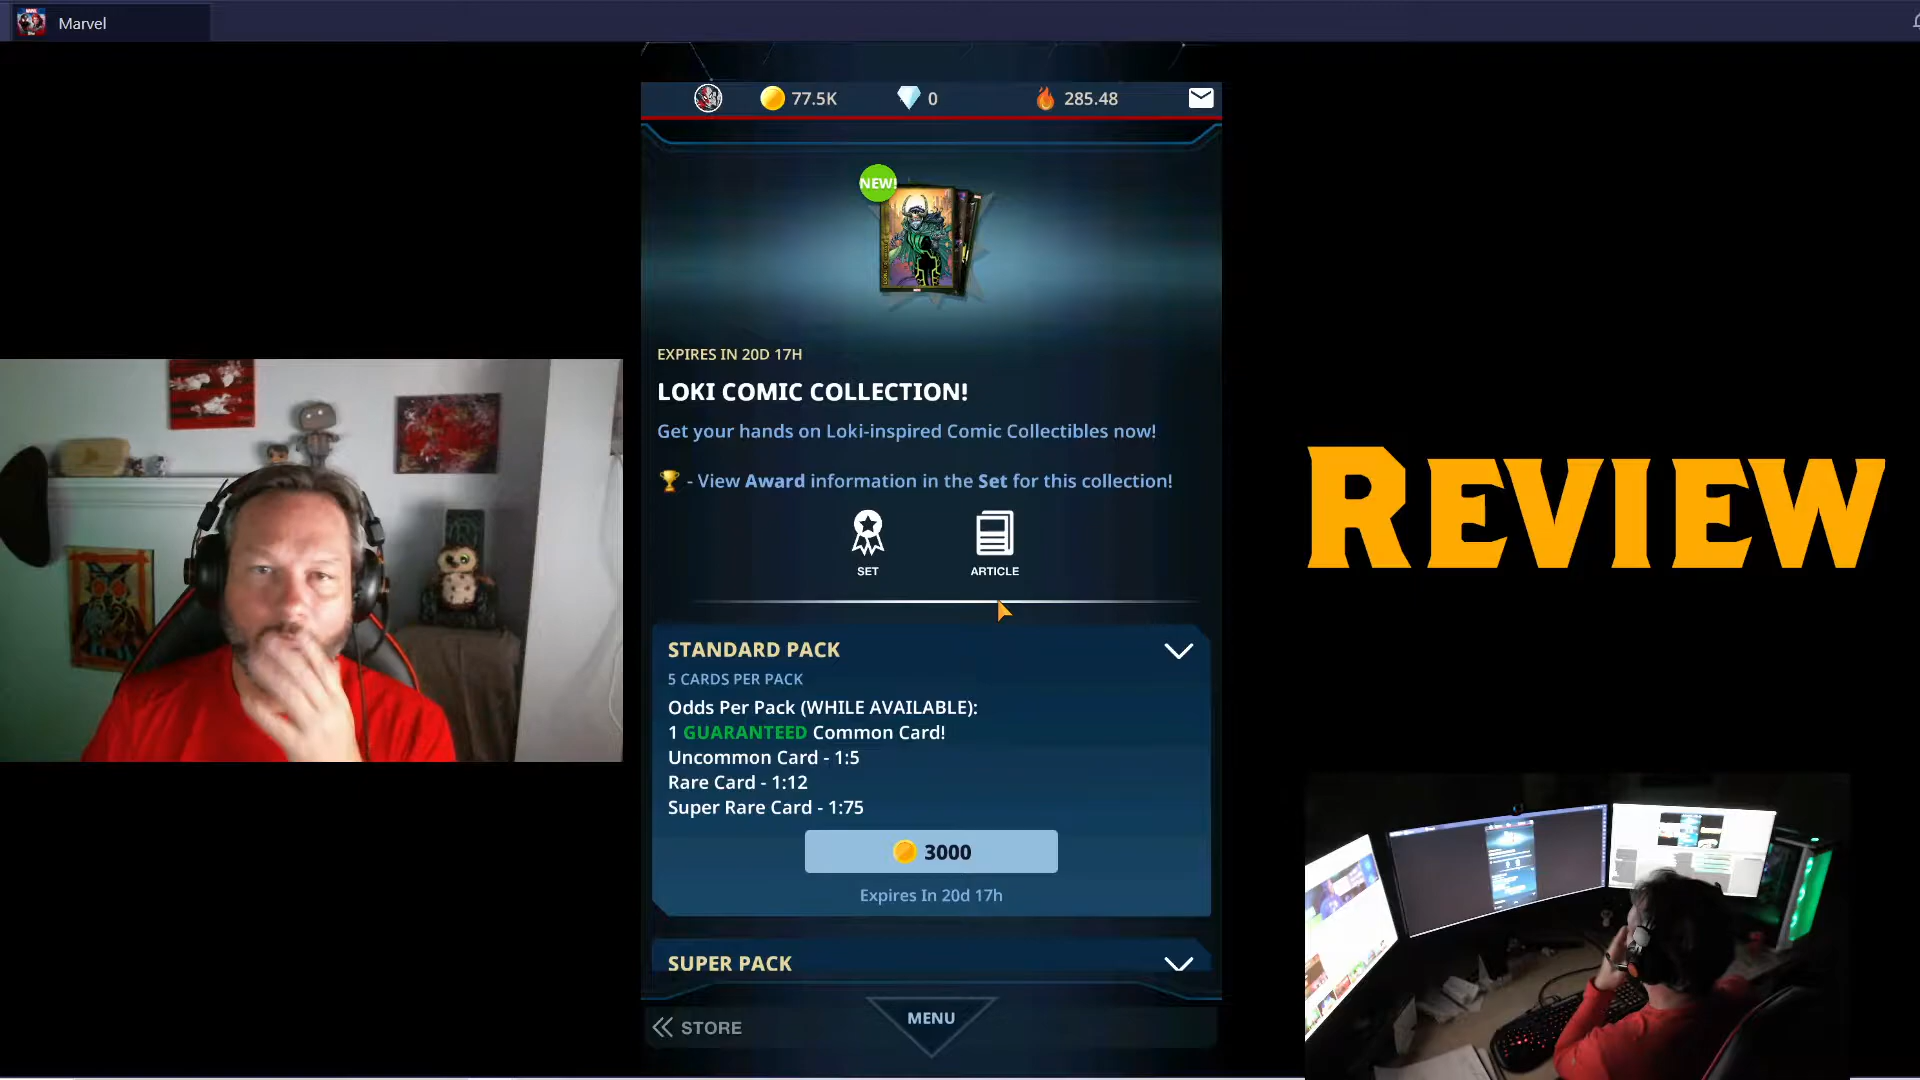 Marvel
77.5K
0
285.48
NEW!
EXPIRES IN 20D 17H
LOKI COMIC COLLECTION!
Get your hands on Loki-inspired Comic Collectibles now!
🏆 - View Award information in the Set for this collection!
SET
ARTICLE
STANDARD PACK
5 CARDS PER PACK
Odds Per Pack (WHILE AVAILABLE):
1 GUARANTEED Common Card!
Uncommon Card - 1:5
Rare Card - 1:12
Super Rare Card - 1:75
3000
Expires In 20d 17h
SUPER PACK
STORE
MENU
REVIEW